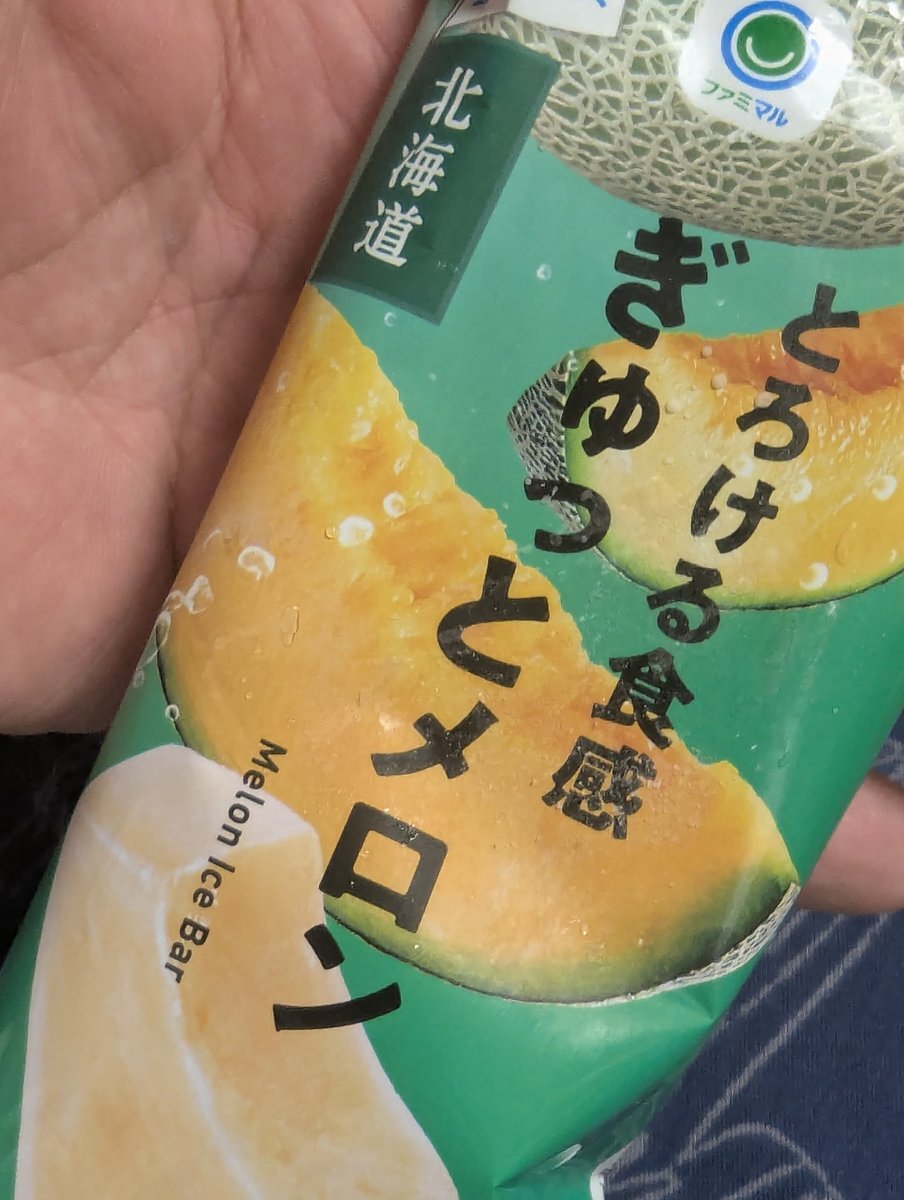 ファミマル
北海道
とろける食感
ぎゅっ
とメロン
Melon Ice Bar